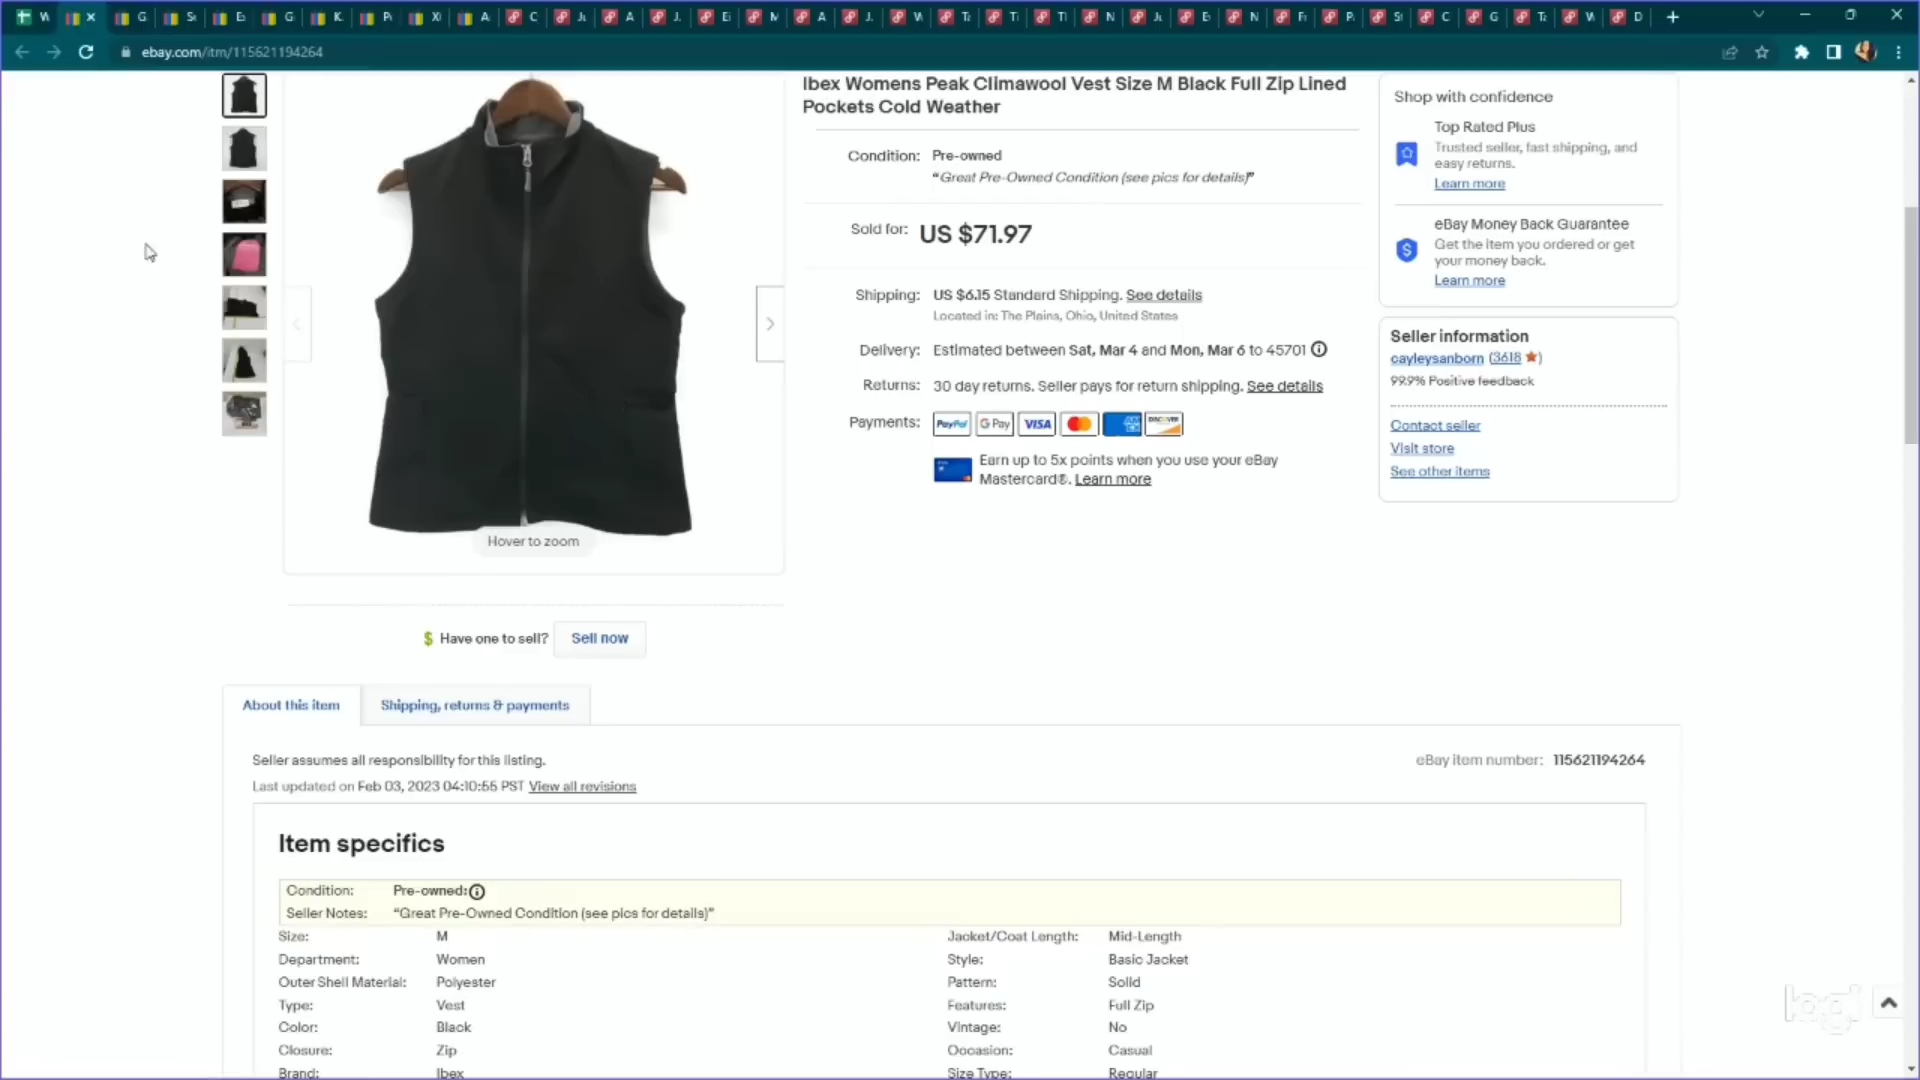 ebay.com/itm/115621194264
Ibex Womens Peak Climawool Vest Size M Black Full Zip Lined
Pockets Cold Weather
Condition: Pre-owned
“Great Pre-Owned Condition (see pics for details)”
Sold for: US $71.97
Shipping: US $6.15 Standard Shipping. See details
Located in: The Plains, Ohio, United States
Delivery: Estimated between Sat, Mar 4 and Mon, Mar 6 to 45701
Returns: 30 day returns. Seller pays for return shipping. See details
Payments: PayPal G Pay VISA DISCOVER
Earn up to 5x points when you use your eBay
Mastercard®. Learn more
Shop with confidence
Top Rated Plus
Trusted seller, fast shipping, and
easy returns.
Learn more
eBay Money Back Guarantee
Get the item you ordered or get
your money back.
Learn more
Seller information
cayleysanborn (3618 ★)
99.9% Positive feedback
Contact seller
Visit store
See other items
Hover to zoom
Have one to sell? Sell now
About this item
Shipping, returns & payments
Seller assumes all responsibility for this listing.
Last updated on Feb 03, 2023 04:10:55 PST View all revisions
eBay item number: 115621194264
Item specifics
Condition: Pre-owned:
Seller Notes: “Great Pre-Owned Condition (see pics for details)”
Size: M
Jacket/Coat Length: Mid-Length
Department: Women
Style: Basic Jacket
Outer Shell Material: Polyester
Pattern: Solid
Type: Vest
Features: Full Zip
Color: Black
Vintage: No
Closure: Zip
Occasion: Casual
Brand: Ibex
Size Type: Regular
logi